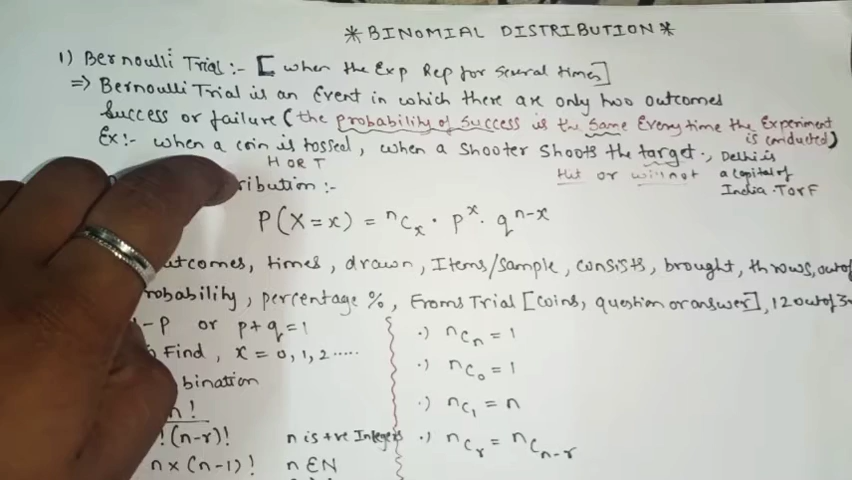 *BINOMIAL DISTRIBUTION*
1) Bernoulli Trial :- [when the Exp Rep for several times]
=> Bernoulli Trial is an Event in which there are only two outcomes
Success or failure (the probability of success is the same Every time the Experiment is conducted)
Ex:- when a coin is tossed, when a shooter shoots the target., Delhi is
H OR T
Hit or will not
a capital of
India. T or F
ribution :-
P(X=x) = ⁿCₓ · pˣ · qⁿ⁻ˣ
utcomes, times, drawn, Items/sample, consists, brought, throws, out of
robability, percentage %, From Trial [coins, question or answer], 12 out of 3
-p or p+q=1
Find, x = 0, 1, 2 .....
bination
n!
!(n-r)!
n is +ve Integers
n x (n-1)!
n ∈ N
·) nCn = 1
·) nC0 = 1
·) nC1 = n
·) nCr = nCn-r